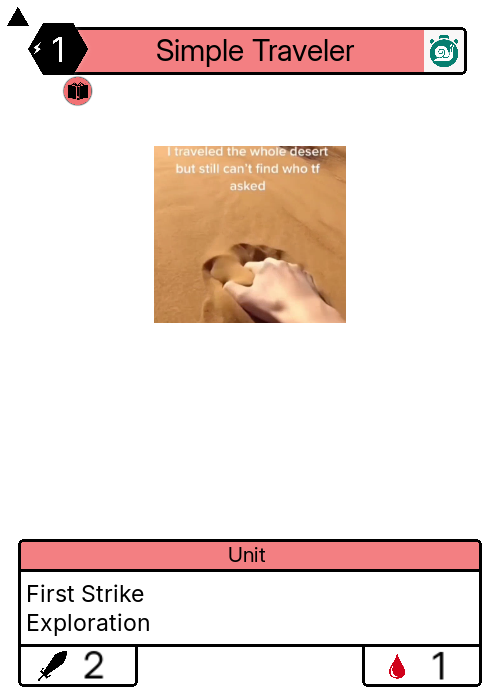 1
Simple Traveler
I traveled the whole desert
but still can't find who tf
asked
Unit
First Strike
Exploration
2
1